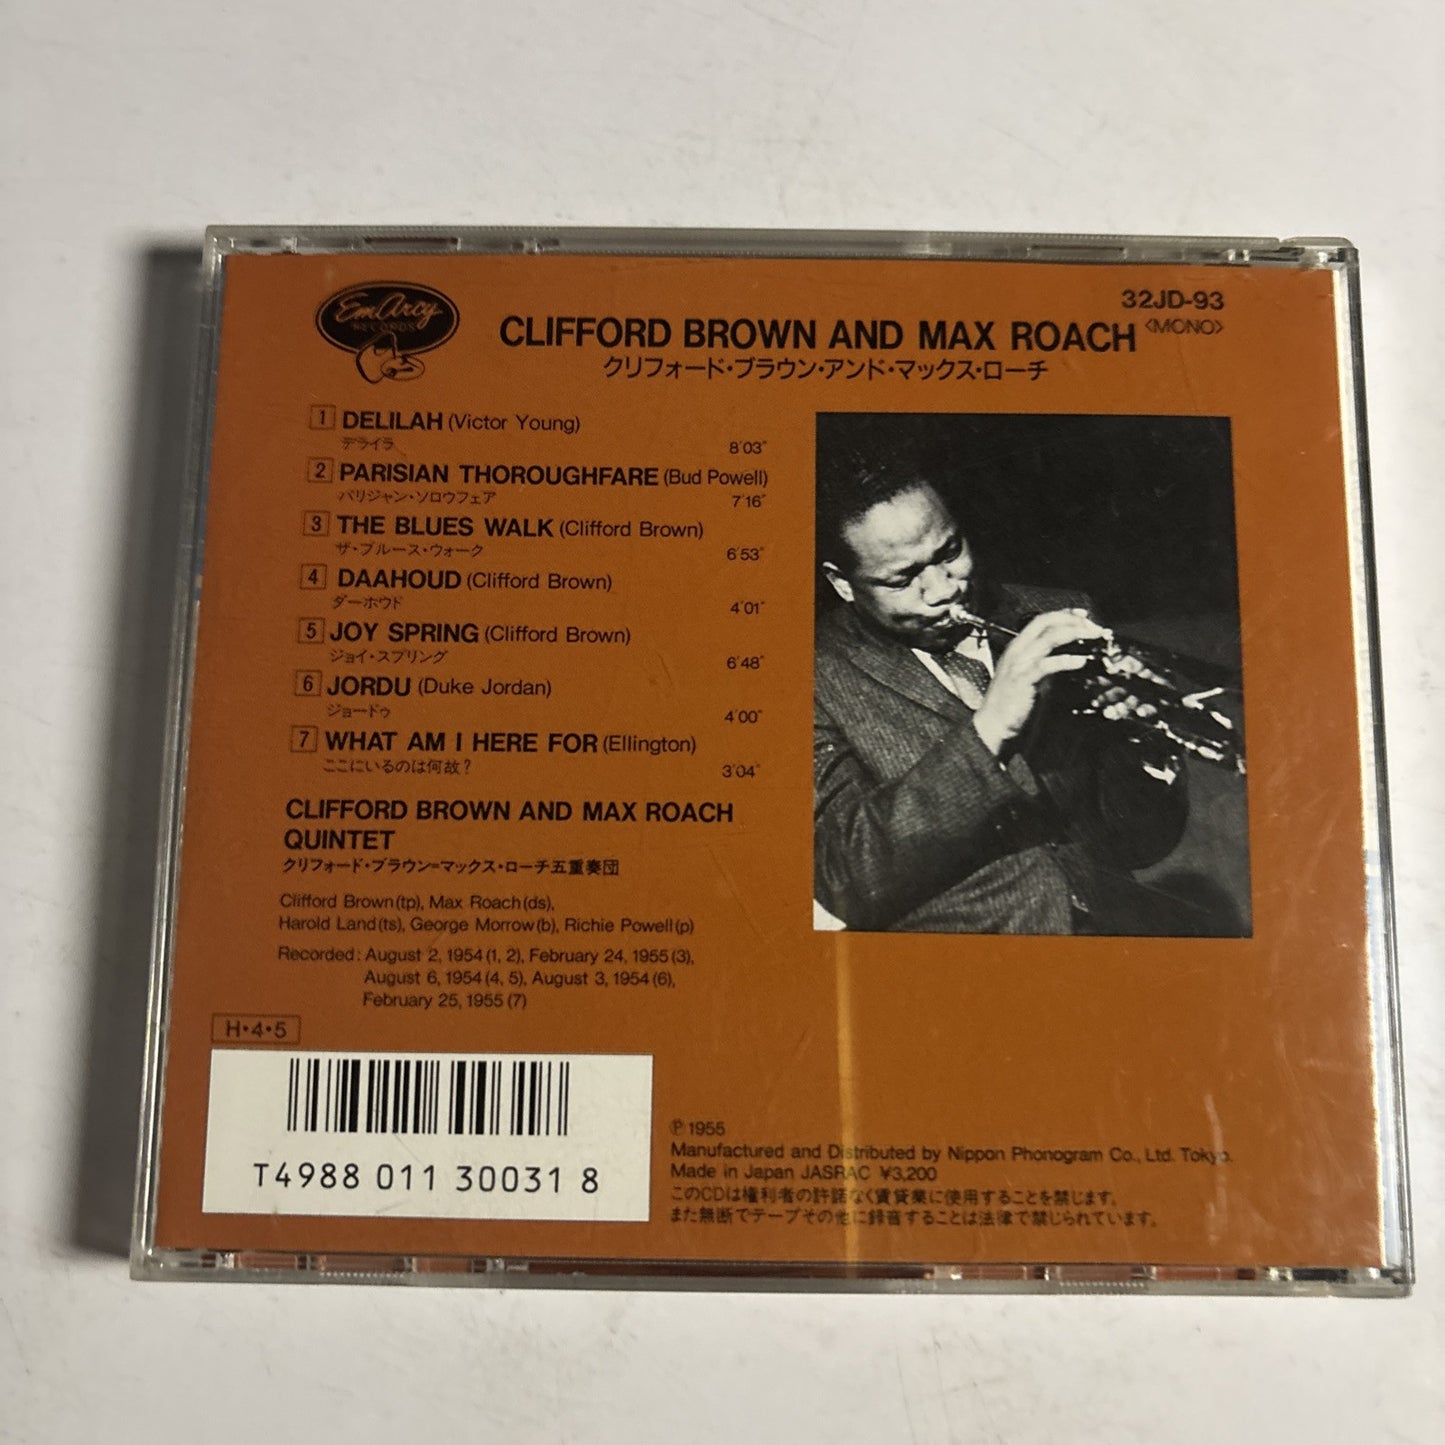 EmArcy
RECORDS
32JD-93
CLIFFORD BROWN AND MAX ROACH <MONO>
クリフォード・ブラウン・アンド・マックス・ローチ
1 DELILAH (Victor Young)
デライラ 8'03"
2 PARISIAN THOROUGHFARE (Bud Powell)
パリジャン・ソロウフェア 7'16"
3 THE BLUES WALK (Clifford Brown)
ザ・ブルース・ウォーク 6'53"
4 DAAHOUD (Clifford Brown)
ダーホウド 4'01"
5 JOY SPRING (Clifford Brown)
ジョイ・スプリング 6'48"
6 JORDU (Duke Jordan)
ジョードゥ 4'00"
7 WHAT AM I HERE FOR (Ellington)
ここにいるのは何故? 3'04"
CLIFFORD BROWN AND MAX ROACH
QUINTET
クリフォード・ブラウン=マックス・ローチ五重奏団
Clifford Brown (tp), Max Roach (ds),
Harold Land (ts), George Morrow (b), Richie Powell (p)
Recorded: August 2, 1954 (1, 2), February 24, 1955 (3),
August 6, 1954 (4, 5), August 3, 1954 (6),
February 25, 1955 (7)
H・4・5
T4988 011 30031 8
Ⓟ 1955
Manufactured and Distributed by Nippon Phonogram Co., Ltd. Tokyo.
Made in Japan JASRAC ¥3,200
このCDは権利者の許諾なく賃貸業に使用することを禁じます。
また無断でテープその他に録音することは法律で禁じられています。